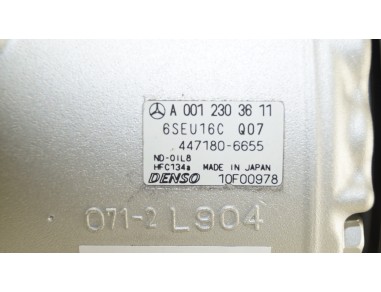 A 001 230 36 11
6SEU16C Q07
447180-6655
ND-OIL8
HFC134a MADE IN JAPAN
DENSO 10F00978
071-2 L904